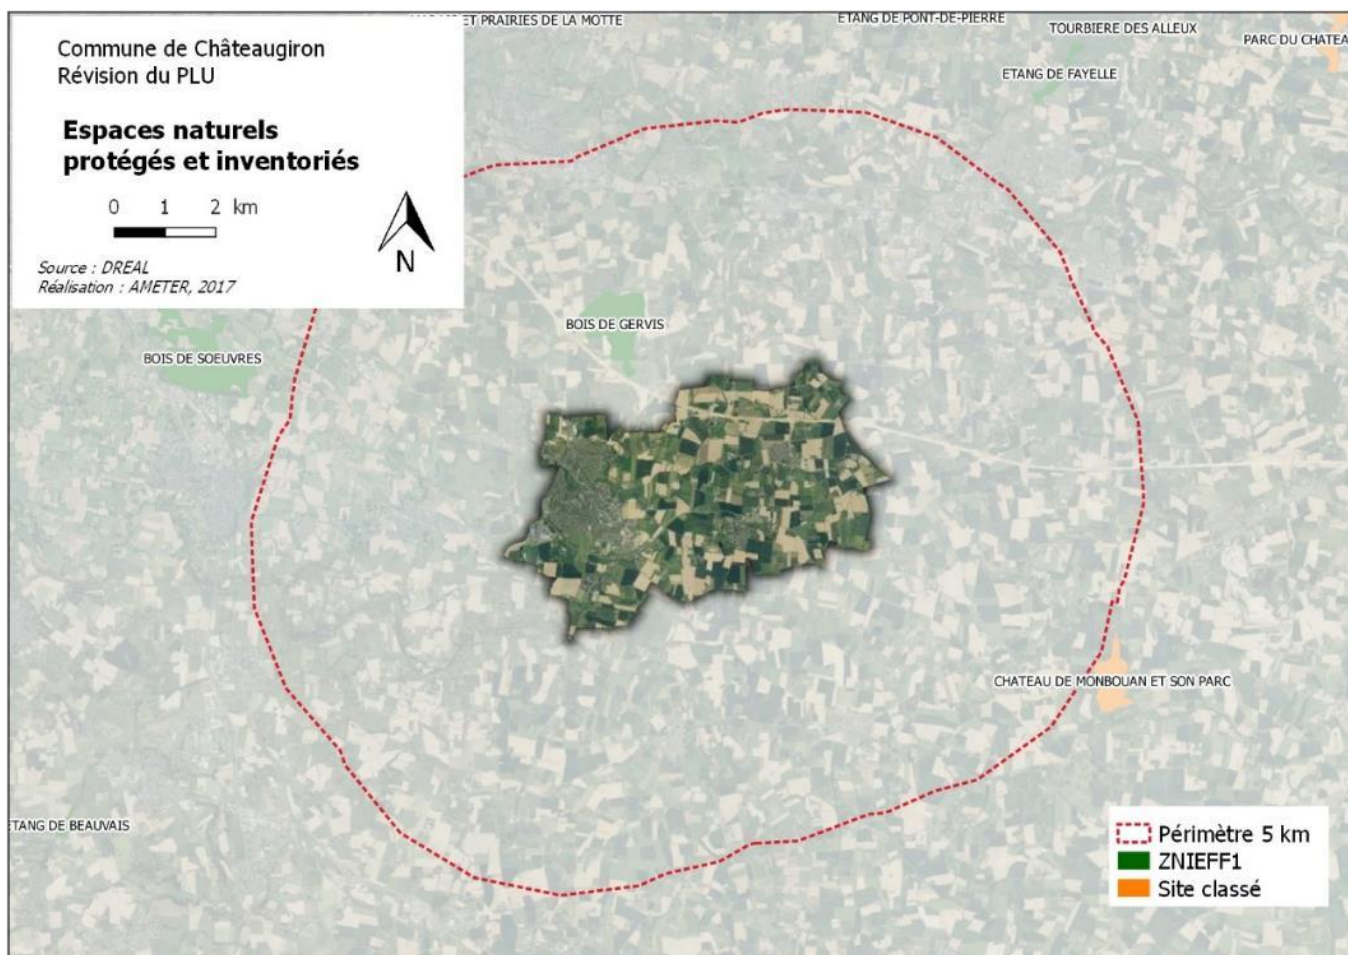 ET PRAIRIES DE LA MOTTE
ETANG DE PONT-DE-PIERRE
TOURBIERE DES ALLEUX
PARC DU CHATEA
ETANG DE FAYELLE
Commune de Châteaugiron
Révision du PLU
Espaces naturels
protégés et inventoriés
0 1 2 km
N
Source : DREAL
Réalisation : AMETER, 2017
BOIS DE GERVIS
BOIS DE SOEUVRES
CHATEAU DE MONBOUAN ET SON PARC
ETANG DE BEAUVAIS
Périmètre 5 km
ZNIEFF1
Site classé